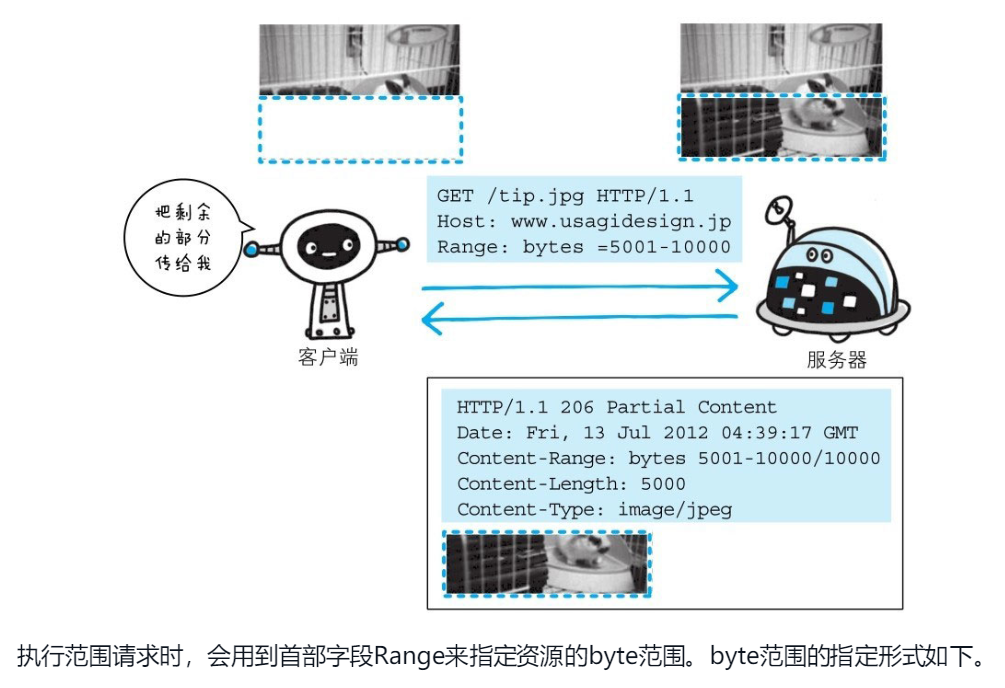 GET /tip.jpg HTTP/1.1
Host: www.usagidesign.jp
Range: bytes =5001-10000
把剩余
的部分
传给我
客户端
服务器
HTTP/1.1 206 Partial Content
Date: Fri, 13 Jul 2012 04:39:17 GMT
Content-Range: bytes 5001-10000/10000
Content-Length: 5000
Content-Type: image/jpeg
执行范围请求时，会用到首部字段Range来指定资源的byte范围。byte范围的指定形式如下。